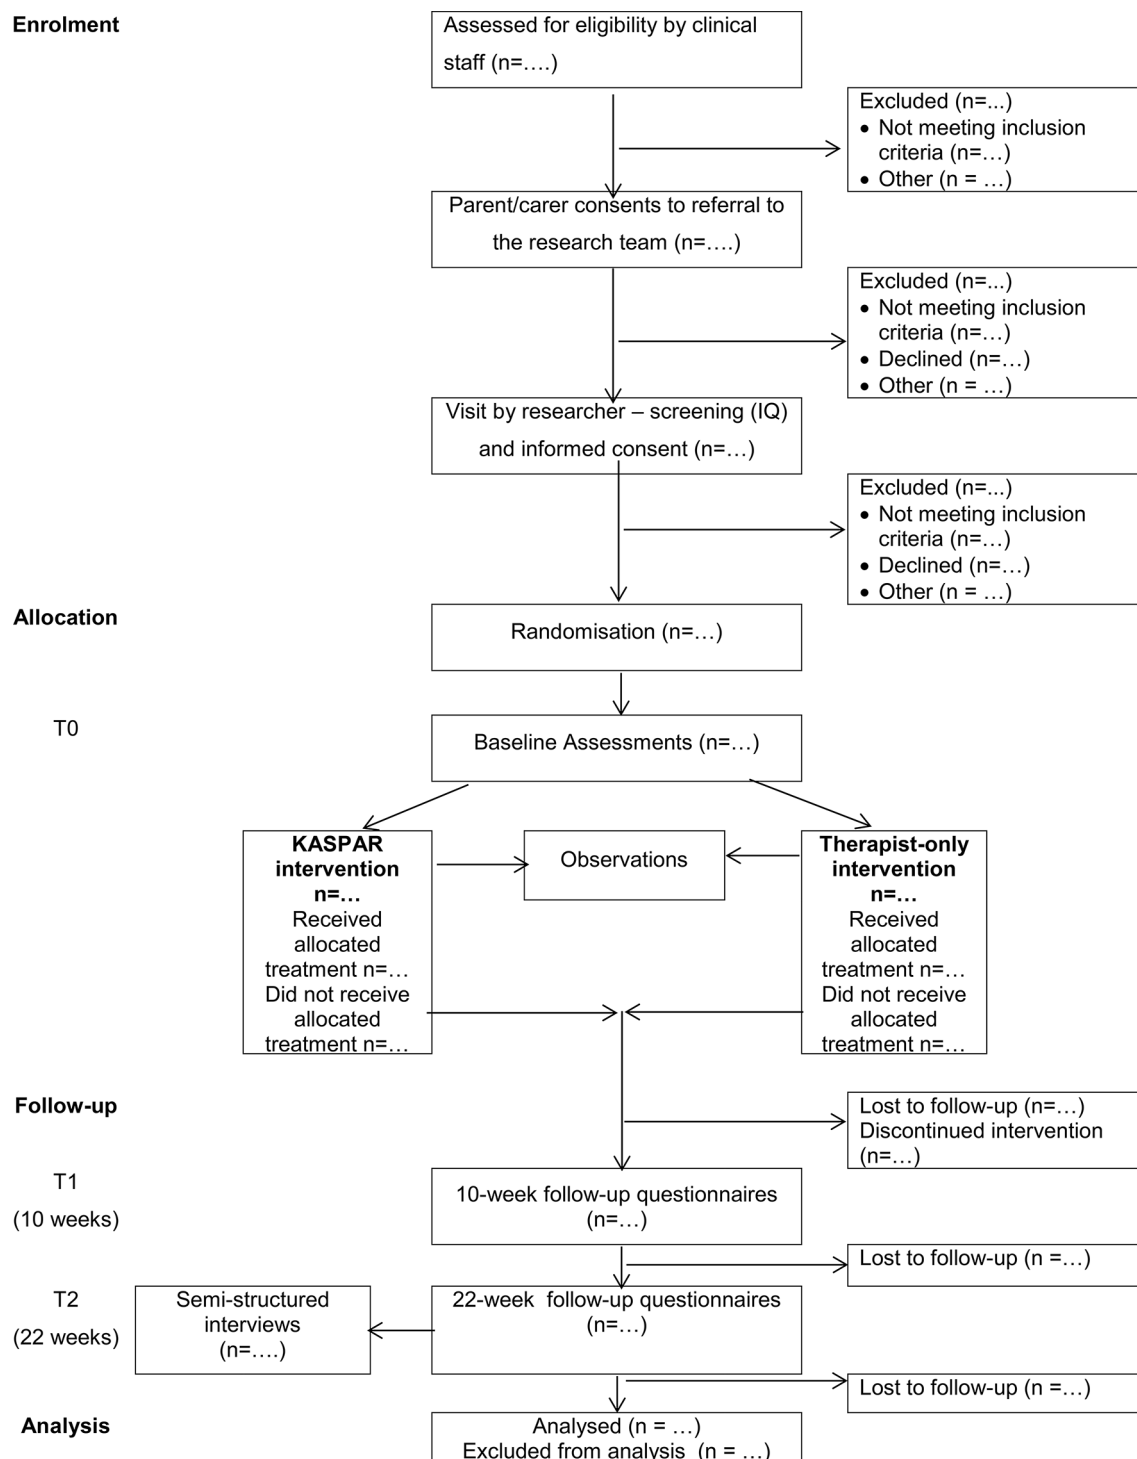 Enrolment
Assessed for eligibility by clinical
staff (n=….)
Excluded (n=...)
• Not meeting inclusion
criteria (n=…)
• Other (n = …)
Parent/carer consents to referral to
the research team (n=….)
Excluded (n=...)
• Not meeting inclusion
criteria (n=…)
• Declined (n=…)
• Other (n = …)
Visit by researcher – screening (IQ)
and informed consent (n=…)
Excluded (n=...)
• Not meeting inclusion
criteria (n=…)
• Declined (n=…)
• Other (n = …)
Allocation
Randomisation (n=…)
T0
Baseline Assessments (n=…)
KASPAR
intervention
n=…
Received
allocated
treatment n=…
Did not receive
allocated
treatment n=…
Observations
Therapist-only
intervention
n=…
Received
allocated
treatment n=…
Did not receive
allocated
treatment n=…
Follow-up
Lost to follow-up (n=…)
Discontinued intervention
(n=…)
T1
(10 weeks)
10-week follow-up questionnaires
(n=…)
Lost to follow-up (n =…)
T2
(22 weeks)
Semi-structured
interviews
(n=….)
22-week  follow-up questionnaires
(n=…)
Lost to follow-up (n =…)
Analysis
Analysed (n = …)
Excluded from analysis  (n = …)